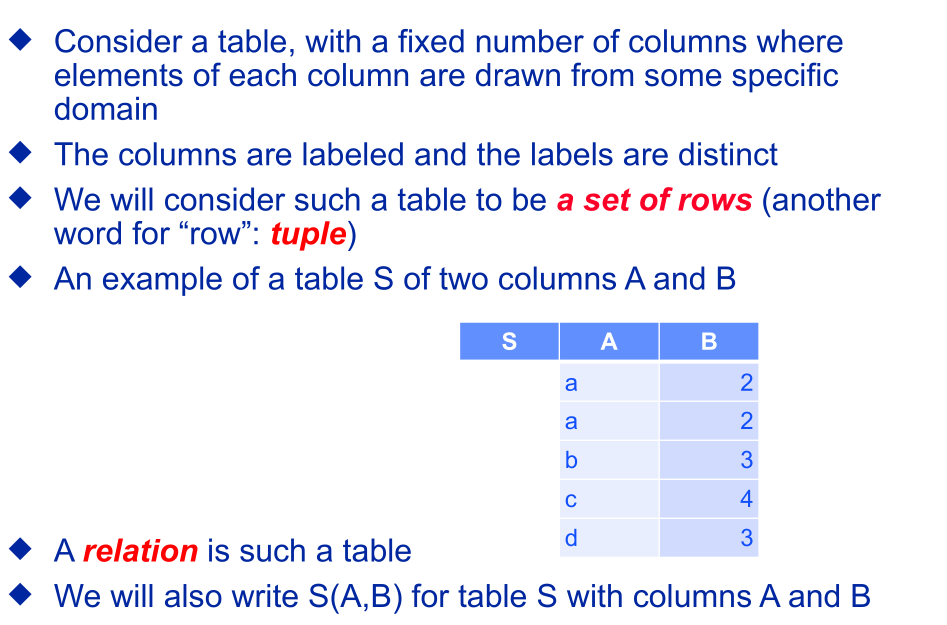 Consider a table, with a fixed number of columns where
elements of each column are drawn from some specific
domain
The columns are labeled and the labels are distinct
We will consider such a table to be a set of rows (another
word for “row”: tuple)
An example of a table S of two columns A and B
S A B
a 2
a 2
b 3
c 4
d 3
A relation is such a table
We will also write S(A,B) for table S with columns A and B